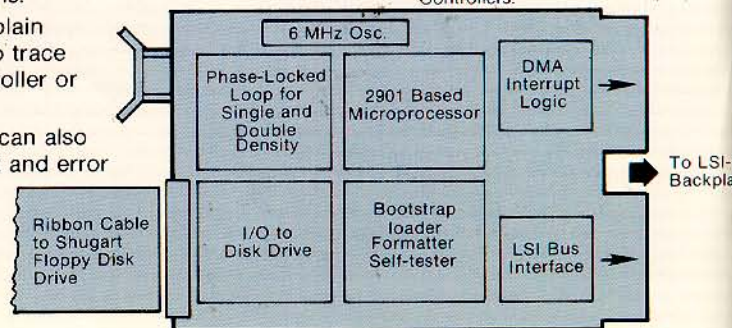 plain
trace
oller or
can also
and error
Controllers.
6 MHz Osc.
Phase-Locked
Loop for
Single and
Double
Density
2901 Based
Microprocessor
DMA
Interrupt
Logic
To LSI-
Backpla
Ribbon Cable
to Shugart
Floppy Disk
Drive
I/O to
Disk Drive
Bootstrap
loader
Formatter
Self-tester
LSI Bus
Interface